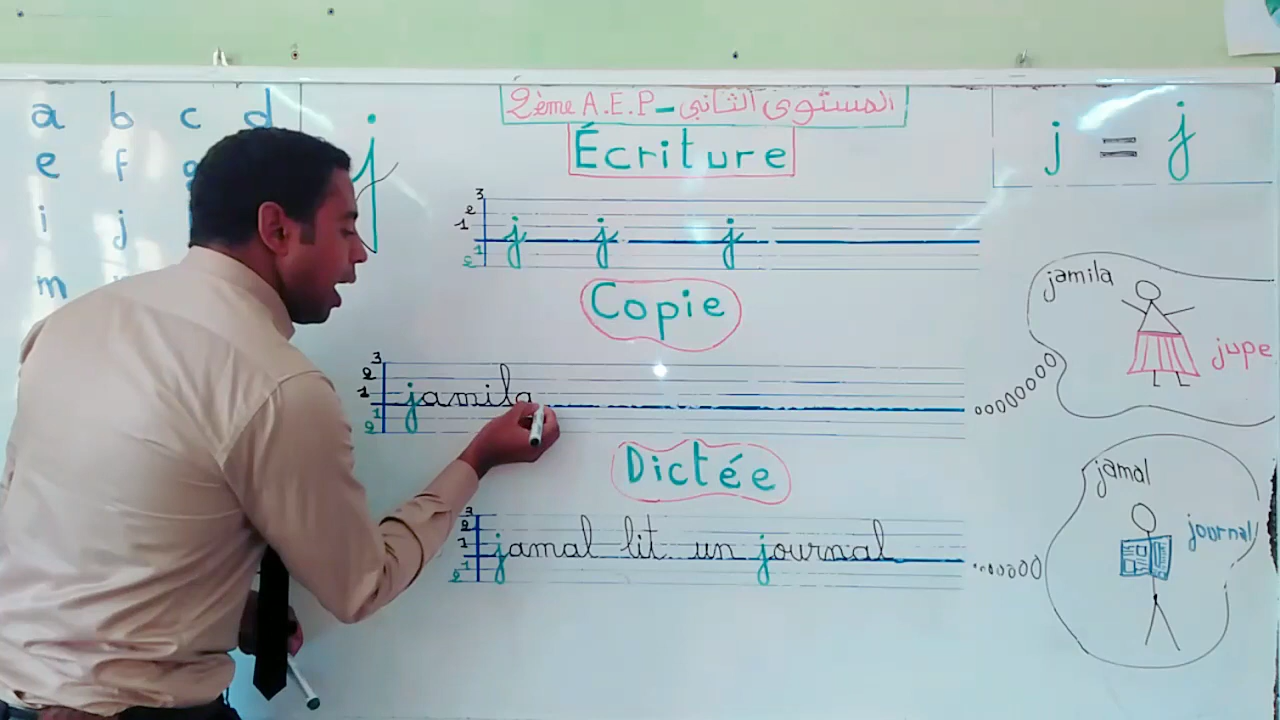 a b c d
e f
i j
m
j
2ème A.E.P - المستوى الثاني
Écriture
j = j
3
2
1
1
2
j j j
Copie
3
2
1
1
2
jamila
jamila
jupe
Dictée
3
2
1
1
2
jamal lit un journal
jamal
journal